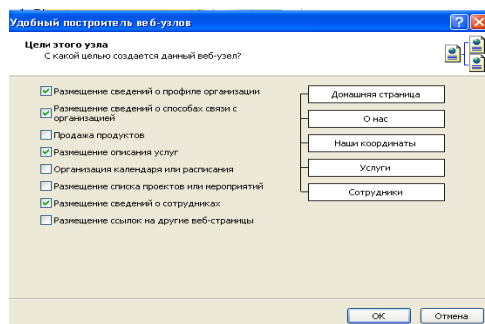 Удобный построитель веб-узлов
Цели этого узла
С какой целью создается данный веб-узел?
Размещение сведений о профиле организации
Размещение сведений о способах связи с
организацией
Продажа продуктов
Размещение описания услуг
Организация календаря или расписания
Размещение списка проектов или мероприятий
Размещение сведений о сотрудниках
Размещение ссылок на другие веб-страницы
Домашняя страница
О нас
Наши координаты
Услуги
Сотрудники
ОК
Отмена